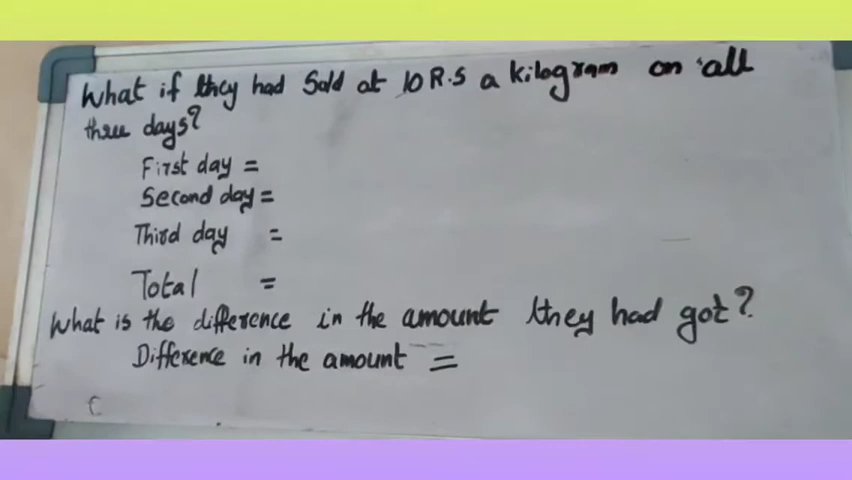 What if they had Sold at 10 R.S a kilogram on all
three days?
First day =
Second day =
Third day =
Total =
What is the difference in the amount they had got?
Difference in the amount =
C